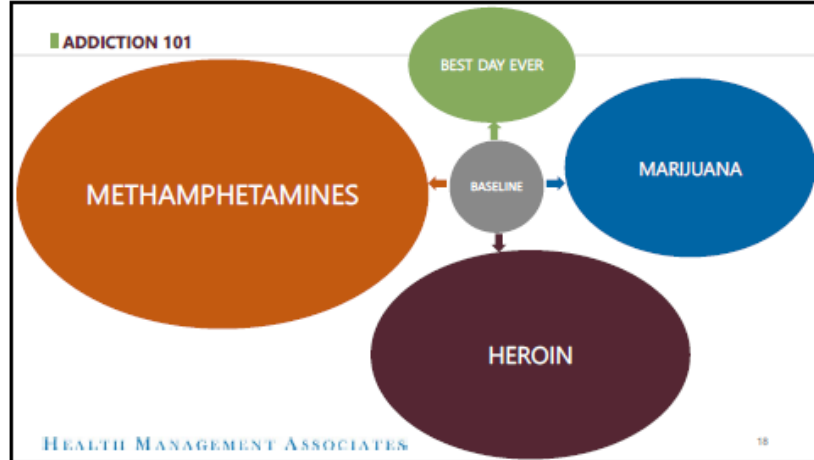 ADDICTION 101
BEST DAY EVER
METHAMPHETAMINES
BASELINE
MARIJUANA
HEROIN
HEALTH MANAGEMENT ASSOCIATES
18